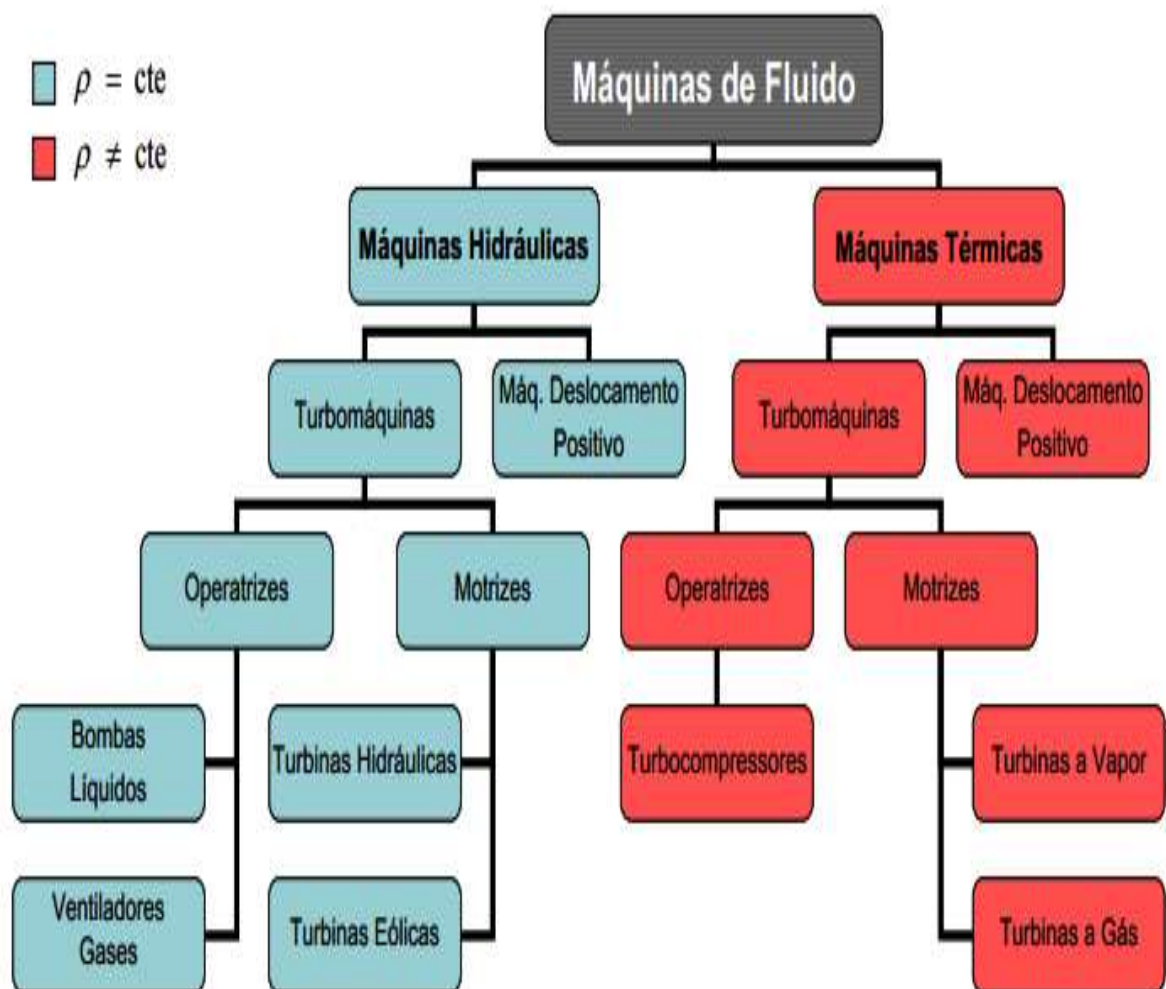 ρ = cte
ρ ≠ cte
Máquinas de Fluido
Máquinas Hidráulicas
Máquinas Térmicas
Turbomáquinas
Máq. Deslocamento
Positivo
Turbomáquinas
Máq. Deslocamento
Positivo
Operatrizes
Motrizes
Operatrizes
Motrizes
Bombas
Líquidos
Turbinas Hidráulicas
Turbocompressores
Turbinas a Vapor
Ventiladores
Gases
Turbinas Eólicas
Turbinas a Gás